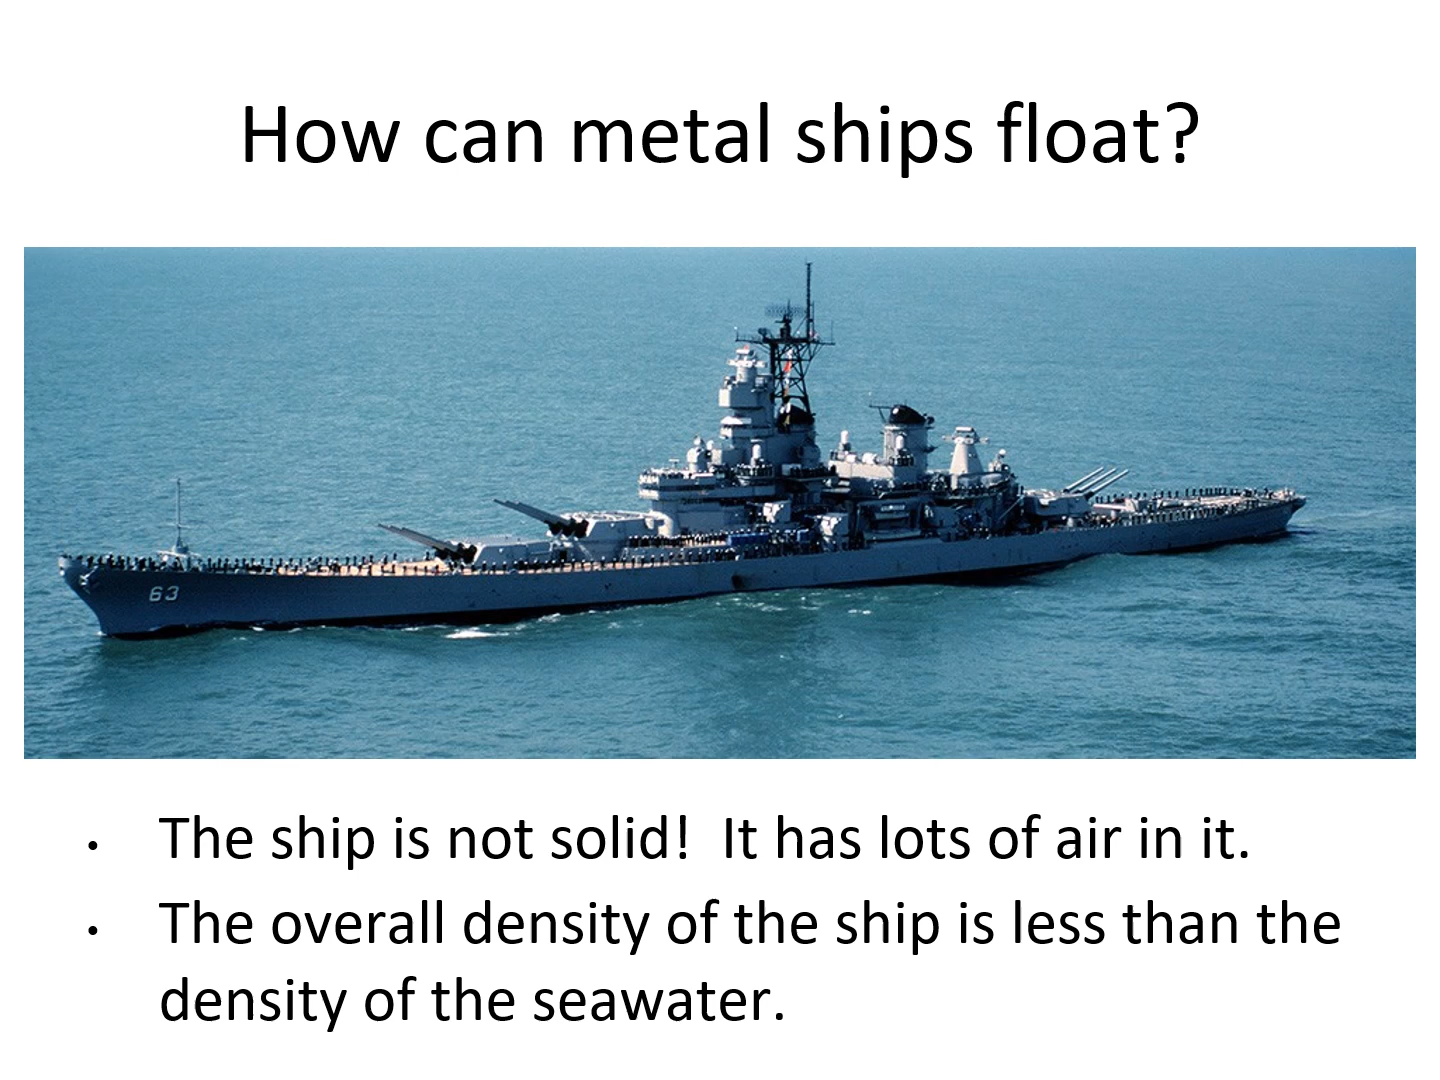 How can metal ships float?
63
• The ship is not solid!  It has lots of air in it.
• The overall density of the ship is less than the
density of the seawater.